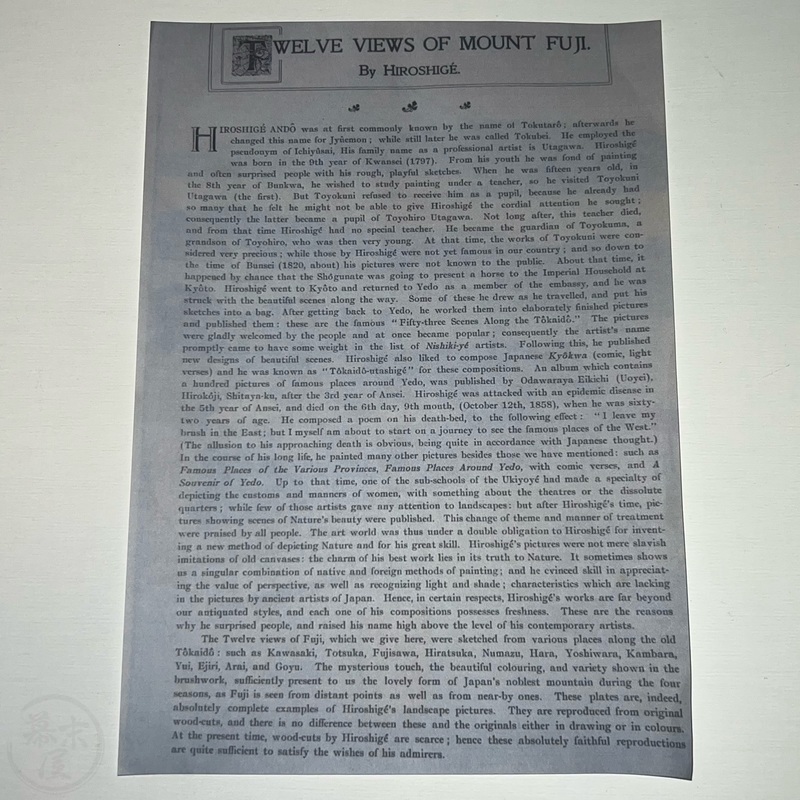 TWELVE VIEWS OF MOUNT FUJI.
By HIROSHIGÉ.
HIROSHIGÉ ANDÔ was at first commonly known by the name of Tokutarô; afterwards he
changed this name for Jyûemon; while still later he was called Tokubei. He employed the
pseudonym of Ichiyûsai, His family name as a professional artist is Utagawa. Hiroshigé
was born in the 9th year of Kwansei (1797). From his youth he was fond of painting
and often surprised people with his rough, playful sketches. When he was fifteen years old, in
the 8th year of Bunkwa, he wished to study painting under a teacher, so he visited Toyokuni
Utagawa (the first). But Toyokuni refused to receive him as a pupil, because he already had
so many that he felt he might not be able to give Hiroshigé the cordial attention he sought;
consequently the latter became a pupil of Toyohiro Utagawa. Not long after, this teacher died,
and from that time Hiroshigé had no special teacher. He became the guardian of Toyokuma, a
grandson of Toyohiro, who was then very young. At that time, the works of Toyokuni were con-
sidered very precious; while those by Hiroshigé were not yet famous in our country; and so down to
the time of Bunsei (1820, about) his pictures were not known to the public. About that time, it
happened by chance that the Shôgunate was going to present a horse to the Imperial Household at
Kyôto. Hiroshigé went to Kyôto and returned to Yedo as a member of the embassy, and he was
struck with the beautiful scenes along the way. Some of these he drew as he travelled, and put his
sketches into a bag. After getting back to Yedo, he worked them into elaborately finished pictures
and published them: these are the famous "Fifty-three Scenes Along the Tôkaidô." The pictures
were gladly welcomed by the people and at once became popular; consequently the artist's name
promptly came to have some weight in the list of Nishiki-yé artists. Following this, he published
new designs of beautiful scenes. Hiroshigé also liked to compose Japanese Kyôkwa (comic, light
verses) and he was known as "Tôkaidô-utashigé" for these compositions. An album which contains
a hundred pictures of famous places around Yedo, was published by Odawaraya Eikichi (Uoyei),
Hirokôji, Shitaya-ku, after the 3rd year of Ansei. Hiroshigé was attacked with an epidemic disease in
the 5th year of Ansei, and died on the 6th day, 9th mouth, (October 12th, 1858), when he was sixty-
two years of age. He composed a poem on his death-bed, to the following effect: "I leave my
brush in the East; but I myself am about to start on a journey to see the famous places of the West."
(The allusion to his approaching death is obvious, being quite in accordance with Japanese thought.)
In the course of his long life, he painted many other pictures besides those we have mentioned: such as
Famous Places of the Various Provinces, Famous Places Around Yedo, with comic verses, and A
Souvenir of Yedo. Up to that time, one of the sub-schools of the Ukiyoyé had made a specialty of
depicting the customs and manners of women, with something about the theatres or the dissolute
quarters; while few of those artists gave any attention to landscapes: but after Hiroshigé's time, pic-
tures showing scenes of Nature's beauty were published. This change of theme and manner of treatment
were praised by all people. The art world was thus under a double obligation to Hiroshigé for invent-
ing a new method of depicting Nature and for his great skill. Hiroshigé's pictures were not mere slavish
imitations of old canvases: the charm of his best work lies in its truth to Nature. It sometimes shows
us a singular combination of native and foreign methods of painting; and he evinced skill in appreciat-
ing the value of perspective, as well as recognizing light and shade; characteristics which are lacking
in the pictures by ancient artists of Japan. Hence, in certain respects, Hiroshigé's works are far beyond
our antiquated styles, and each one of his compositions possesses freshness. These are the reasons
why he surprised people, and raised his name high above the level of his contemporary artists.
The Twelve views of Fuji, which we give here, were sketched from various places along the old
Tôkaidô: such as Kawasaki, Totsuka, Fujisawa, Hiratsuka, Numazu, Hara, Yoshiwara, Kambara,
Yui, Ejiri, Arai, and Goyu. The mysterious touch, the beautiful colouring, and variety shown in the
brushwork, sufficiently present to us the lovely form of Japan's noblest mountain during the four
seasons, as Fuji is seen from distant points as well as from near-by ones. These plates are, indeed,
absolutely complete examples of Hiroshigé's landscape pictures. They are reproduced from original
wood-cuts, and there is no difference between these and the originals either in drawing or in colours.
At the present time, wood-cuts by Hiroshigé are scarce; hence these absolutely faithful reproductions
are quite sufficient to satisfy the wishes of his admirers.